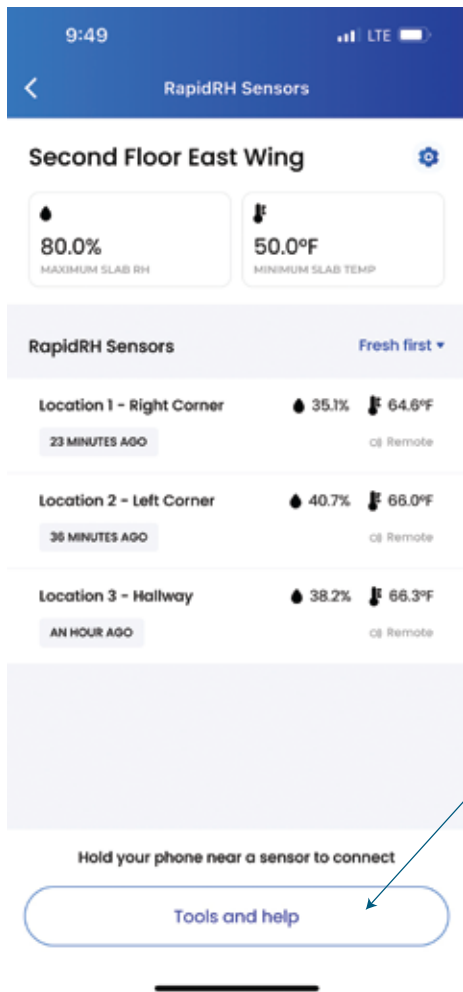 9:49 LTE
RapidRH Sensors
Second Floor East Wing
80.0%
MAXIMUM SLAB RH
50.0°F
MINIMUM SLAB TEMP
RapidRH Sensors Fresh first
Location 1 - Right Corner 35.1% 64.6°F
23 MINUTES AGO Remote
Location 2 - Left Corner 40.7% 66.0°F
36 MINUTES AGO Remote
Location 3 - Hallway 38.2% 66.3°F
AN HOUR AGO Remote
Hold your phone near a sensor to connect
Tools and help